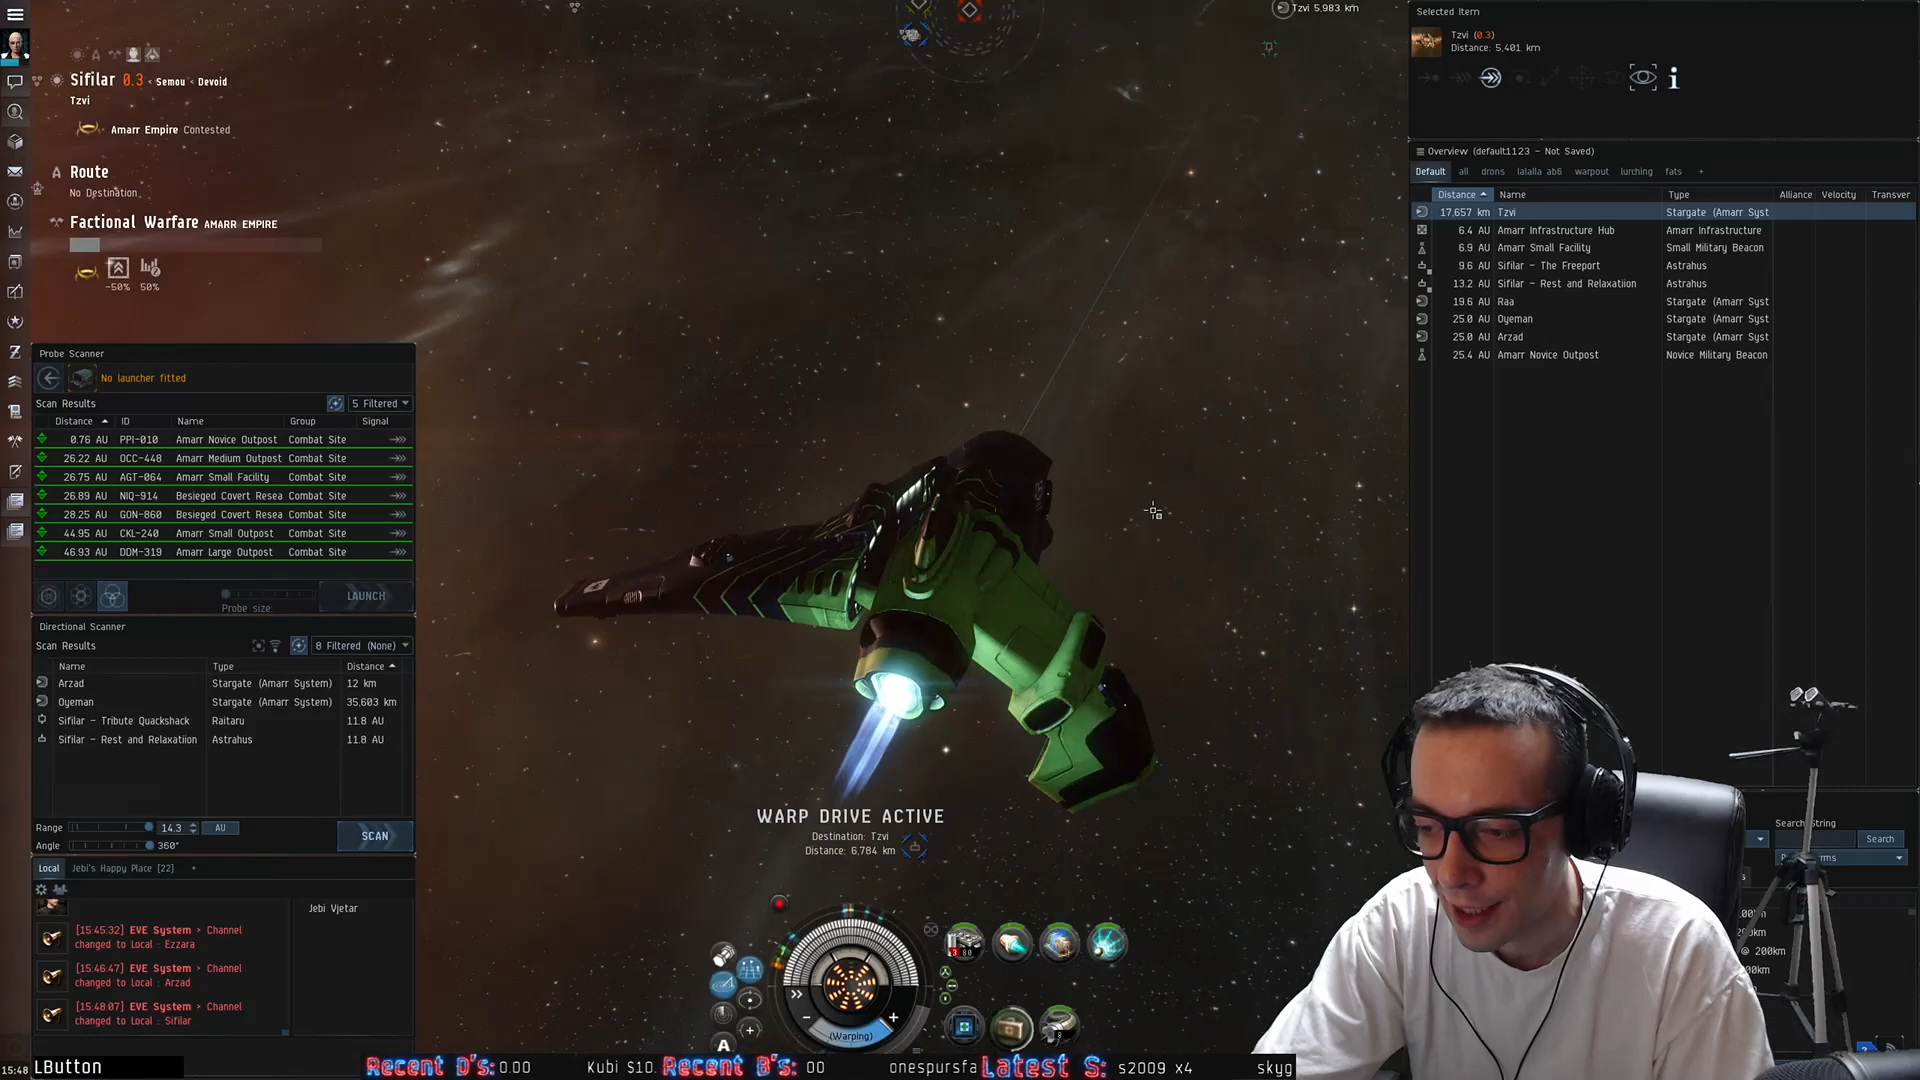 Sifilar 0.3 < Semou < Devoid
Tzvi
Amarr Empire Contested
A Route
No Destination
Factional Warfare AMARR EMPIRE
-50% 50%
Probe Scanner
No launcher fitted
Scan Results 5 Filtered
Distance ID Name Group Signal
0.76 AU PPI-010 Amarr Novice Outpost Combat Site
26.22 AU OCC-448 Amarr Medium Outpost Combat Site
26.75 AU AGT-064 Amarr Small Facility Combat Site
26.89 AU NIQ-914 Besieged Covert Resea Combat Site
28.25 AU GON-860 Besieged Covert Resea Combat Site
44.95 AU CKL-240 Amarr Small Outpost Combat Site
46.93 AU DDM-319 Amarr Large Outpost Combat Site
Probe size: LAUNCH
Directional Scanner
Scan Results 8 Filtered (None)
Name Type Distance
Arzad Stargate (Amarr System) 12 km
Oyeman Stargate (Amarr System) 35,603 km
Sifilar - Tribute Quackshack Raitaru 11.8 AU
Sifilar - Rest and Relaxatiion Astrahus 11.8 AU
Range 14.3 AU
Angle 360°
SCAN
Local Jebi's Happy Place [22] +
Jebi Vjetar
[15:45:32] EVE System > Channel
changed to Local : Ezzara
[15:46:47] EVE System > Channel
changed to Local : Arzad
[15:48:07] EVE System > Channel
changed to Local : Sifilar
15:48 LButton
Tzvi 5,983 km
WARP DRIVE ACTIVE
Destination: Tzvi
Distance: 6,784 km
(Warping)
A
80
Recent D's: 0.00 Kubi $10. Recent B's: 00 onespursfa Latest S: s2009 x4 skyg
Selected Item
Tzvi (0.3)
Distance: 5,401 km
Overview (default1123 - Not Saved)
Default all drons lalalla ab6 warpout lurching fats +
Distance Name Type Alliance Velocity Transver
17,657 km Tzvi Stargate (Amarr Syst
6.4 AU Amarr Infrastructure Hub Amarr Infrastructure
6.9 AU Amarr Small Facility Small Military Beacon
9.6 AU Sifilar - The Freeport Astrahus
13.2 AU Sifilar - Rest and Relaxatiion Astrahus
19.6 AU Raa Stargate (Amarr Syst
25.0 AU Oyeman Stargate (Amarr Syst
25.0 AU Arzad Stargate (Amarr Syst
25.4 AU Amarr Novice Outpost Novice Military Beacon
Search String
Search
@ 200km